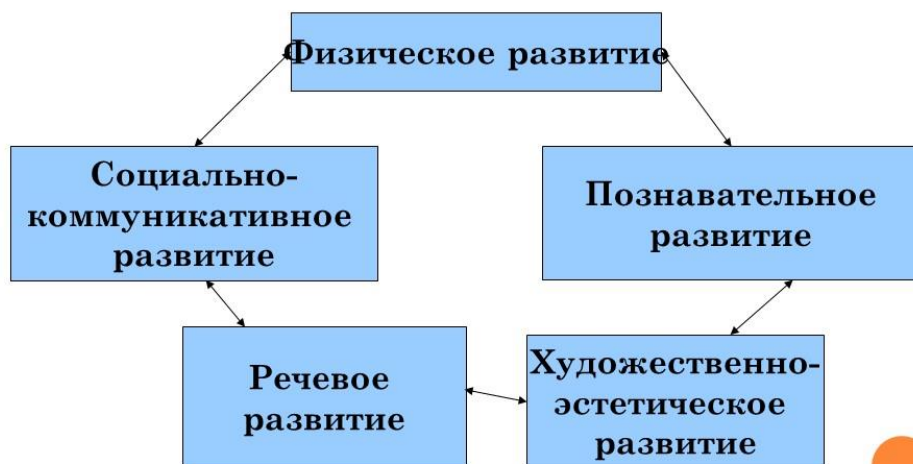 Физическое развитие
Социально-
коммуникативное
развитие
Познавательное
развитие
Речевое
развитие
Художественно-
эстетическое
развитие